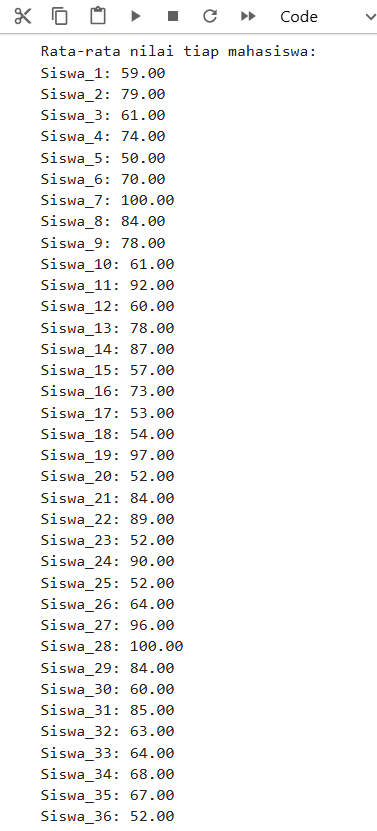 Code
Rata-rata nilai tiap mahasiswa:
Siswa_1: 59.00
Siswa_2: 79.00
Siswa_3: 61.00
Siswa_4: 74.00
Siswa_5: 50.00
Siswa_6: 70.00
Siswa_7: 100.00
Siswa_8: 84.00
Siswa_9: 78.00
Siswa_10: 61.00
Siswa_11: 92.00
Siswa_12: 60.00
Siswa_13: 78.00
Siswa_14: 87.00
Siswa_15: 57.00
Siswa_16: 73.00
Siswa_17: 53.00
Siswa_18: 54.00
Siswa_19: 97.00
Siswa_20: 52.00
Siswa_21: 84.00
Siswa_22: 89.00
Siswa_23: 52.00
Siswa_24: 90.00
Siswa_25: 52.00
Siswa_26: 64.00
Siswa_27: 96.00
Siswa_28: 100.00
Siswa_29: 84.00
Siswa_30: 60.00
Siswa_31: 85.00
Siswa_32: 63.00
Siswa_33: 64.00
Siswa_34: 68.00
Siswa_35: 67.00
Siswa_36: 52.00